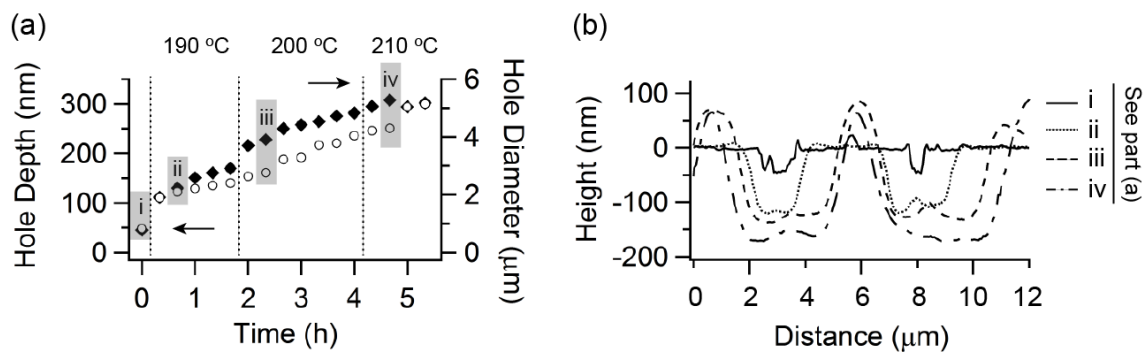 (a)
190 °C 200 °C 210 °C
Hole Depth (nm)
300
200
100
0
i
ii
iii
iv
6
4
2
0
Hole Diameter (μm)
0 1 2 3 4 5
Time (h)
(b)
Height (nm)
100
0
-100
-200
0 2 4 6 8 10 12
Distance (μm)
i
ii
iii
iv
See part (a)